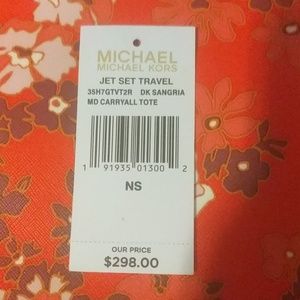 MICHAEL
MICHAEL KORS
JET SET TRAVEL
35H7GTVT2R DK SANGRIA
MD CARRYALL TOTE
1 91935 01300 2
NS
OUR PRICE
$298.00